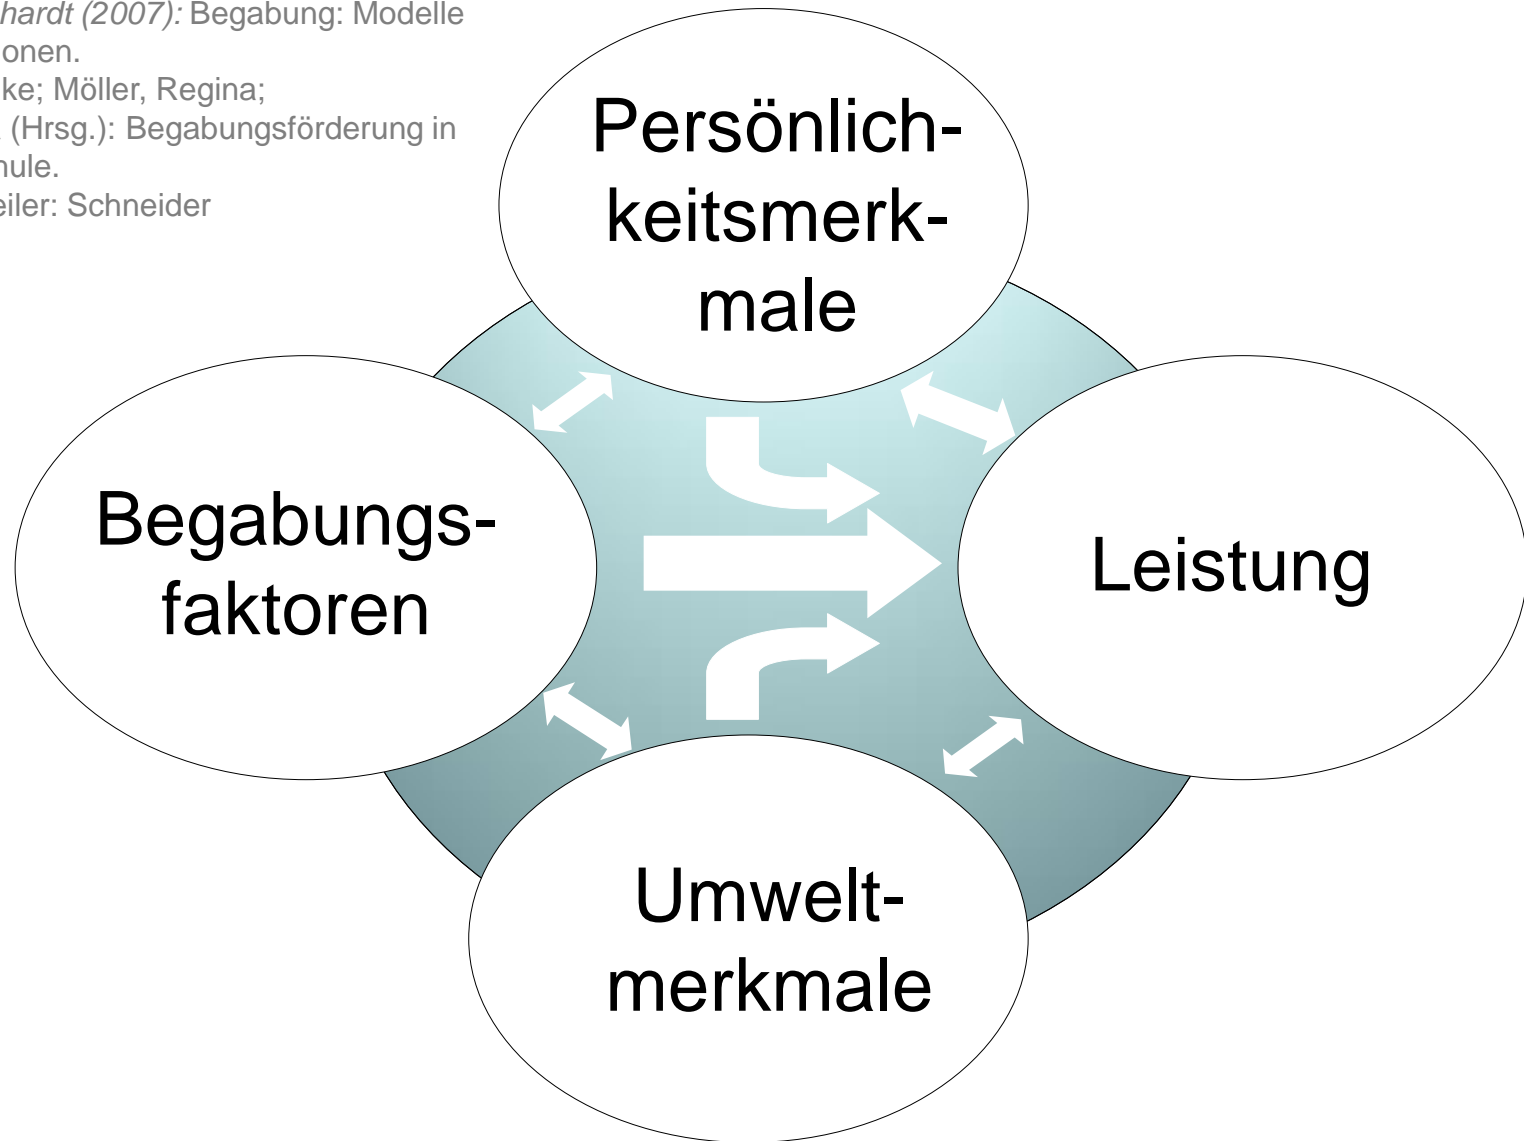 hardt (2007): Begabung: Modelle
onen.
ke; Möller, Regina;
(Hrsg.): Begabungsförderung in
hule.
eiler: Schneider
Persönlich-
keitsmerk-
male
Begabungs-
faktoren
Leistung
Umwelt-
merkmale